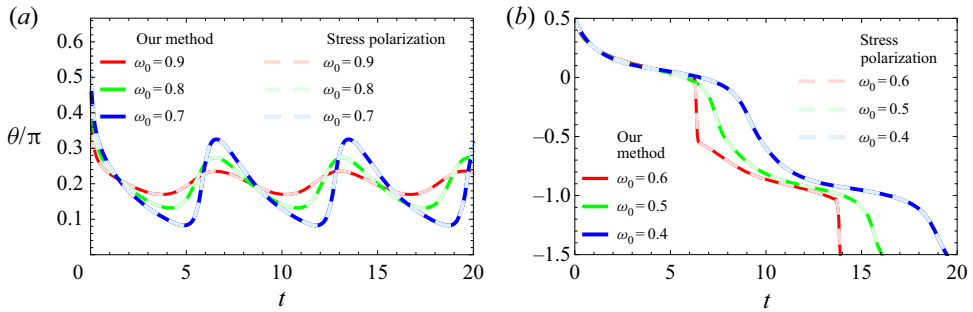 (a)
Our method
Stress polarization
ω₀ = 0.9
ω₀ = 0.9
ω₀ = 0.8
ω₀ = 0.8
ω₀ = 0.7
ω₀ = 0.7
θ/π
0.6
0.5
0.4
0.3
0.2
0.1
0
5
10
15
20
t
(b)
Stress
polarization
ω₀ = 0.6
ω₀ = 0.5
ω₀ = 0.4
Our
method
ω₀ = 0.6
ω₀ = 0.5
ω₀ = 0.4
0.5
0
−0.5
−1.0
−1.5
0
5
10
15
20
t